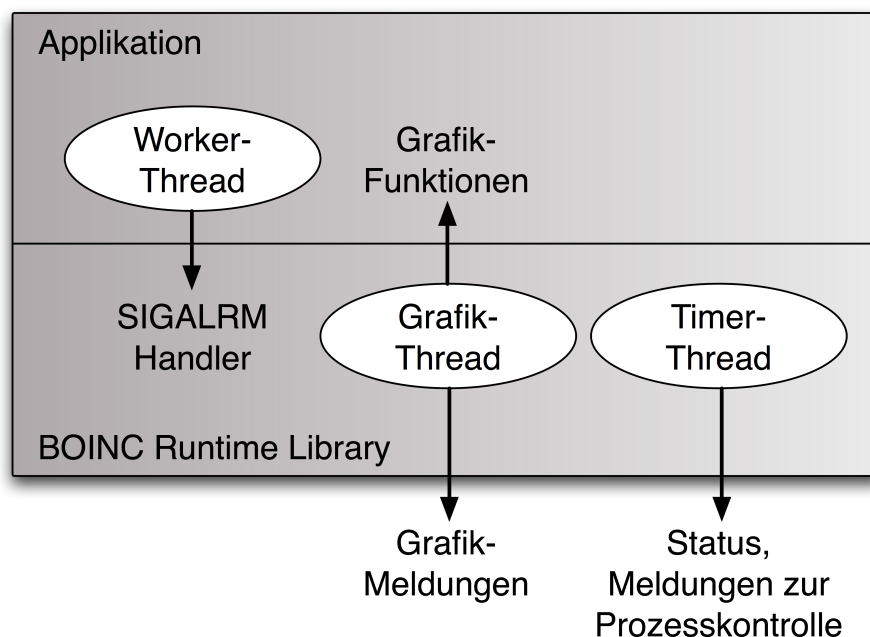 Applikation
Worker-
Thread
Grafik-
Funktionen
SIGALRM
Handler
Grafik-
Thread
Timer-
Thread
BOINC Runtime Library
Grafik-
Meldungen
Status,
Meldungen zur
Prozesskontrolle